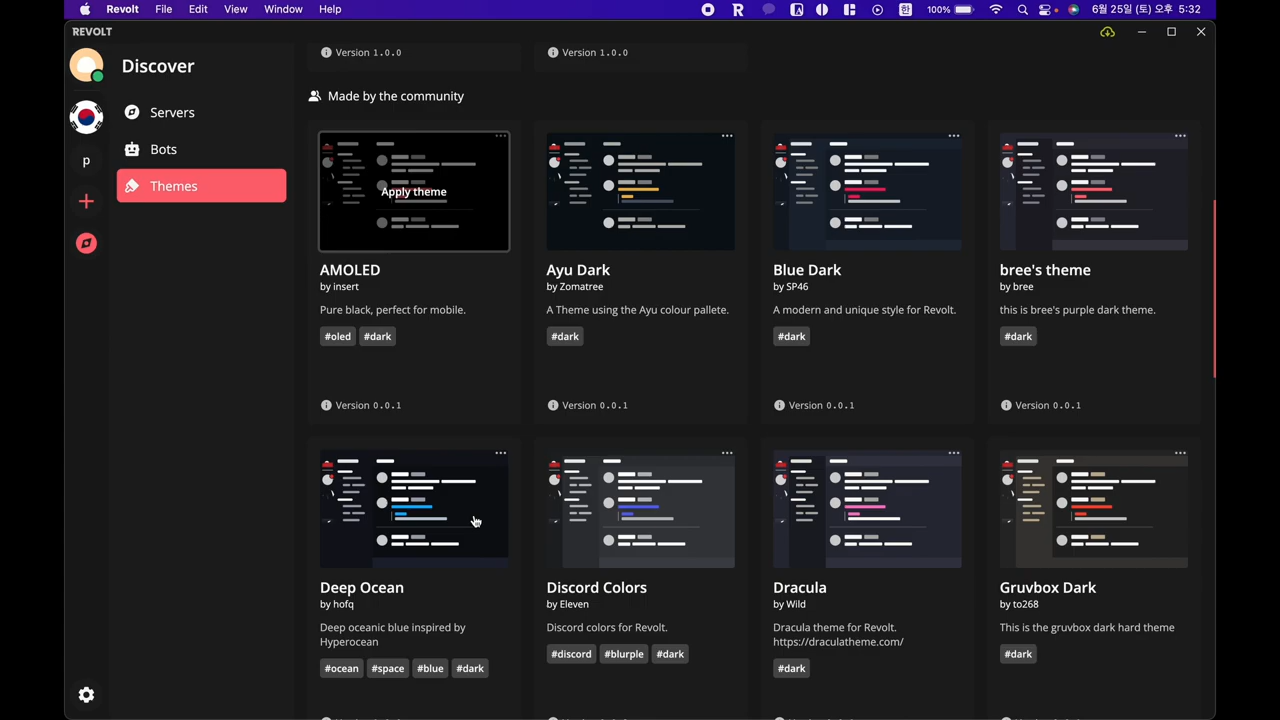 Revolt File Edit View Window Help
한 100% 6월 25일 (토) 오후 5:32
REVOLT
Discover
Servers
p
Bots
Themes
Version 1.0.0
Version 1.0.0
Made by the community
Apply theme
AMOLED
by insert
Pure black, perfect for mobile.
#oled #dark
Version 0.0.1
Ayu Dark
by Zomatree
A Theme using the Ayu colour pallete.
#dark
Version 0.0.1
Blue Dark
by SP46
A modern and unique style for Revolt.
#dark
Version 0.0.1
bree's theme
by bree
this is bree's purple dark theme.
#dark
Version 0.0.1
Deep Ocean
by hofq
Deep oceanic blue inspired by
Hyperocean
#ocean #space #blue #dark
Discord Colors
by Eleven
Discord colors for Revolt.
#discord #blurple #dark
Dracula
by Wild
Dracula theme for Revolt.
https://draculatheme.com/
#dark
Gruvbox Dark
by to268
This is the gruvbox dark hard theme
#dark